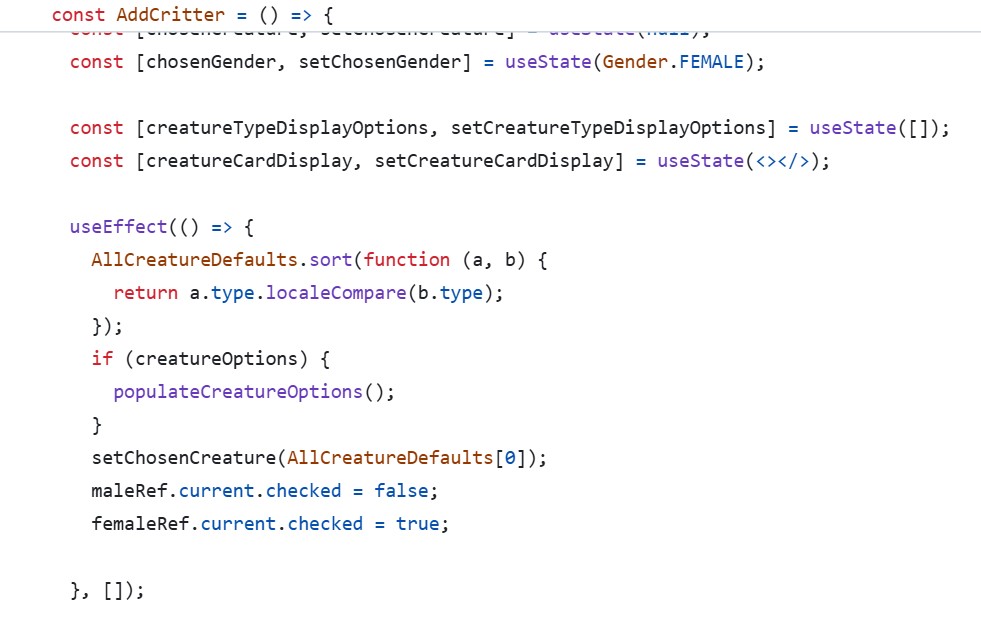 const AddCritter = () => {
const [chosenCreature, setChosenCreature] = useState(null);
const [chosenGender, setChosenGender] = useState(Gender.FEMALE);
const [creatureTypeDisplayOptions, setCreatureTypeDisplayOptions] = useState([]);
const [creatureCardDisplay, setCreatureCardDisplay] = useState(<></>);
useEffect(() => {
AllCreatureDefaults.sort(function (a, b) {
return a.type.localeCompare(b.type);
});
if (creatureOptions) {
populateCreatureOptions();
}
setChosenCreature(AllCreatureDefaults[0]);
maleRef.current.checked = false;
femaleRef.current.checked = true;
}, []);